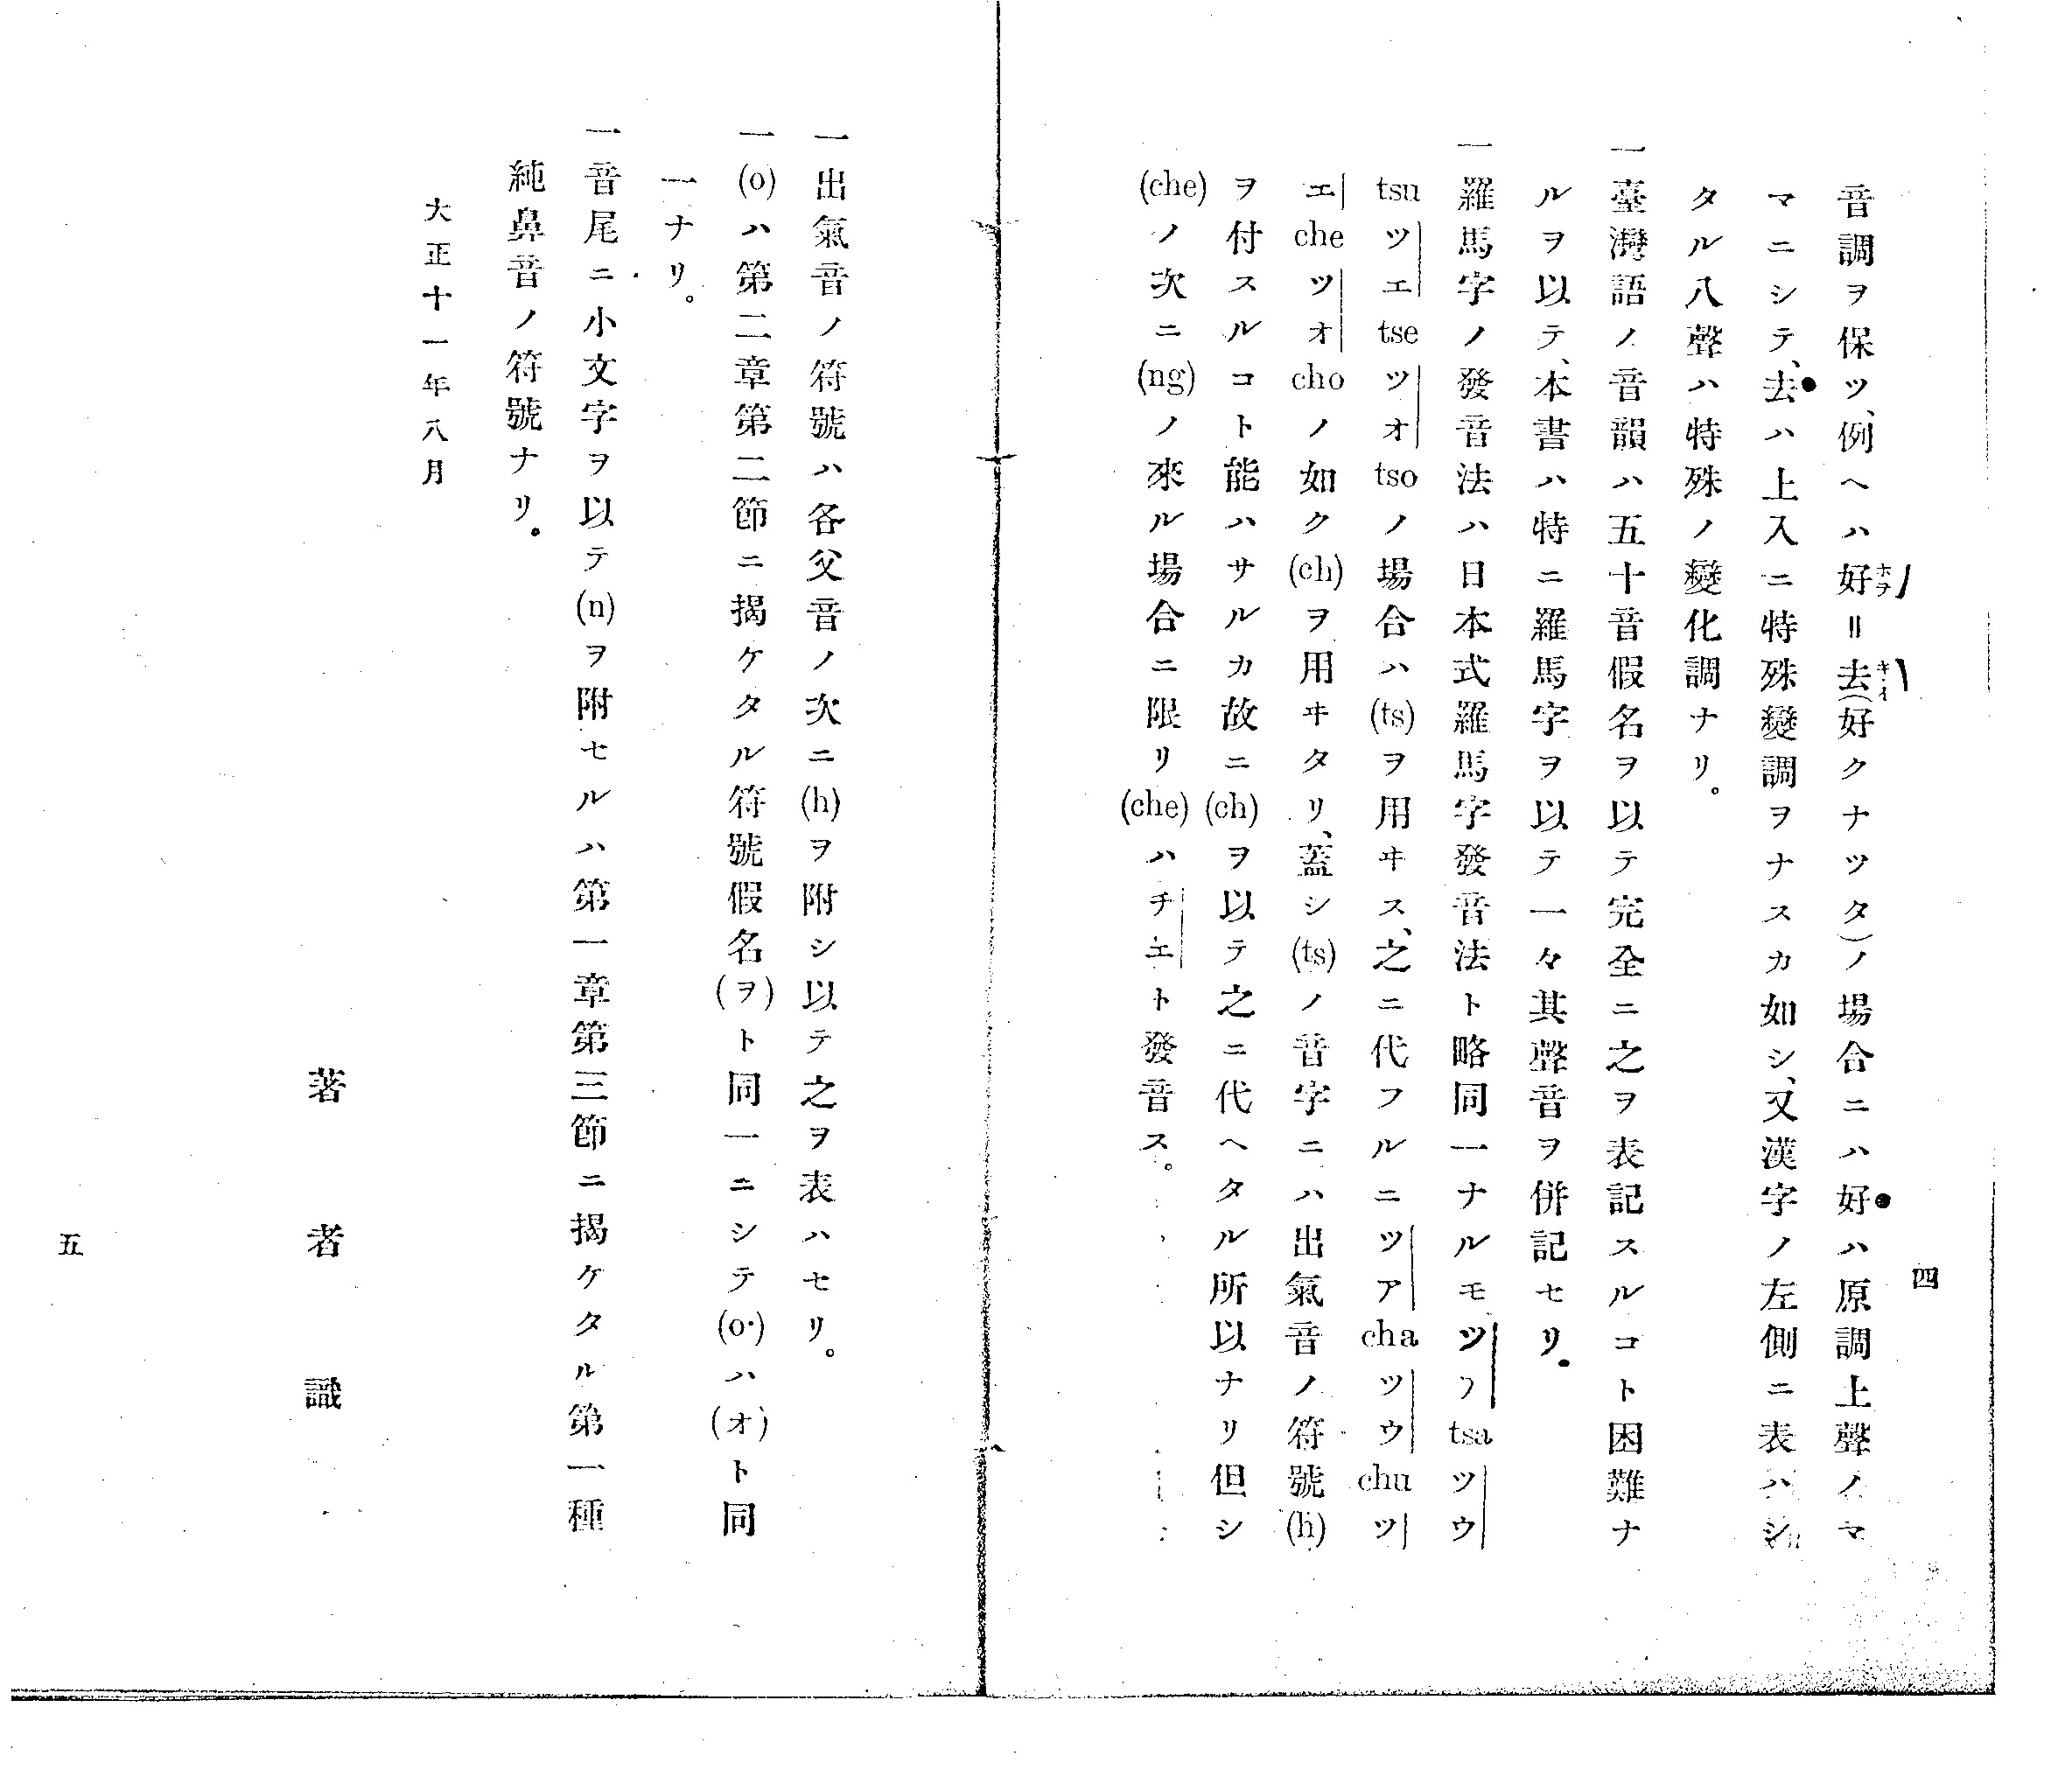 四
音調ヲ保ツ、例ヘハ好ホヲ＝去キイ(好クナツタ)ノ場合ニハ好ハ原調上聲ノマ
マニシテ、去ハ上入ニ特殊變調ヲナスカ如シ、又漢字ノ左側ニ表ハシ
タル八聲ハ特殊ノ變化調ナリ。
一臺灣語ノ音韻ハ五十音假名ヲ以テ完全ニ之ヲ表記スルコト困難ナ
ルヲ以テ、本書ハ特ニ羅馬字ヲ以テ一々其聲音ヲ併記セリ。
一羅馬字ノ發音法ハ日本式羅馬字發音法ト略同一ナルモツア tsa ツウ
tsu ツエ tse ツオ tso ノ場合ハ(ts)ヲ用ヰス、之ニ代フルニツア cha ツウ chu ツ
エ che ツオ cho ノ如ク(ch)ヲ用ヰタリ、蓋シ(ts)ノ音字ニハ出氣音ノ符號(h)
ヲ付スルコト能ハサルカ故ニ(ch)ヲ以テ之ニ代ヘタル所以ナリ但シ
(che)ノ次ニ(ng)ノ來ル場合ニ限リ(che)ハチエト發音ス。
一出氣音ノ符號ハ各父音ノ次ニ(h)ヲ附シ以テ之ヲ表ハセリ。
一(o)ハ第二章第二節ニ揭ケタル符號假名(ヲ)ト同一ニシテ(o·)ハ(オ)ト同
一ナリ。
一音尾ニ小文字ヲ以テ(n)ヲ附セルハ第一章第三節ニ揭ケタル第一種
純鼻音ノ符號ナリ。
大正十一年八月
著者識
五